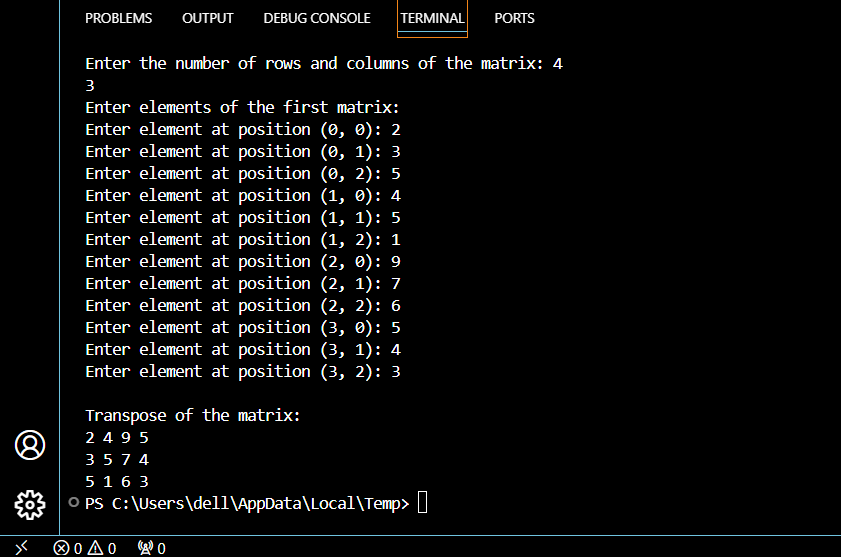 PROBLEMS OUTPUT DEBUG CONSOLE TERMINAL PORTS
Enter the number of rows and columns of the matrix: 4
3
Enter elements of the first matrix:
Enter element at position (0, 0): 2
Enter element at position (0, 1): 3
Enter element at position (0, 2): 5
Enter element at position (1, 0): 4
Enter element at position (1, 1): 5
Enter element at position (1, 2): 1
Enter element at position (2, 0): 9
Enter element at position (2, 1): 7
Enter element at position (2, 2): 6
Enter element at position (3, 0): 5
Enter element at position (3, 1): 4
Enter element at position (3, 2): 3
Transpose of the matrix:
2 4 9 5
3 5 7 4
5 1 6 3
PS C:\Users\dell\AppData\Local\Temp>
0 0 0